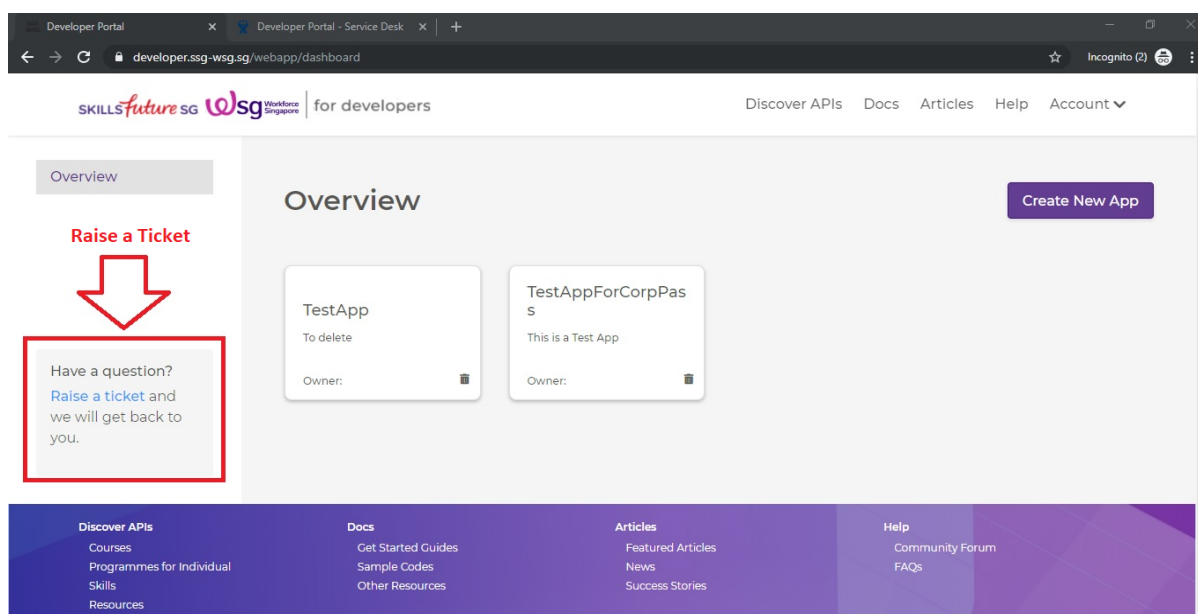 Developer Portal
Developer Portal - Service Desk
developer.ssg-wsg.sg/webapp/dashboard
Incognito (2)
SKILLS future SG wsg Workforce Singapore for developers
Discover APIs Docs Articles Help Account
Overview
Raise a Ticket
Have a question?
Raise a ticket and
we will get back to
you.
Overview
Create New App
TestApp
To delete
Owner:
TestAppForCorpPas
s
This is a Test App
Owner:
Discover APIs
Courses
Programmes for Individual
Skills
Resources
Docs
Get Started Guides
Sample Codes
Other Resources
Articles
Featured Articles
News
Success Stories
Help
Community Forum
FAQs